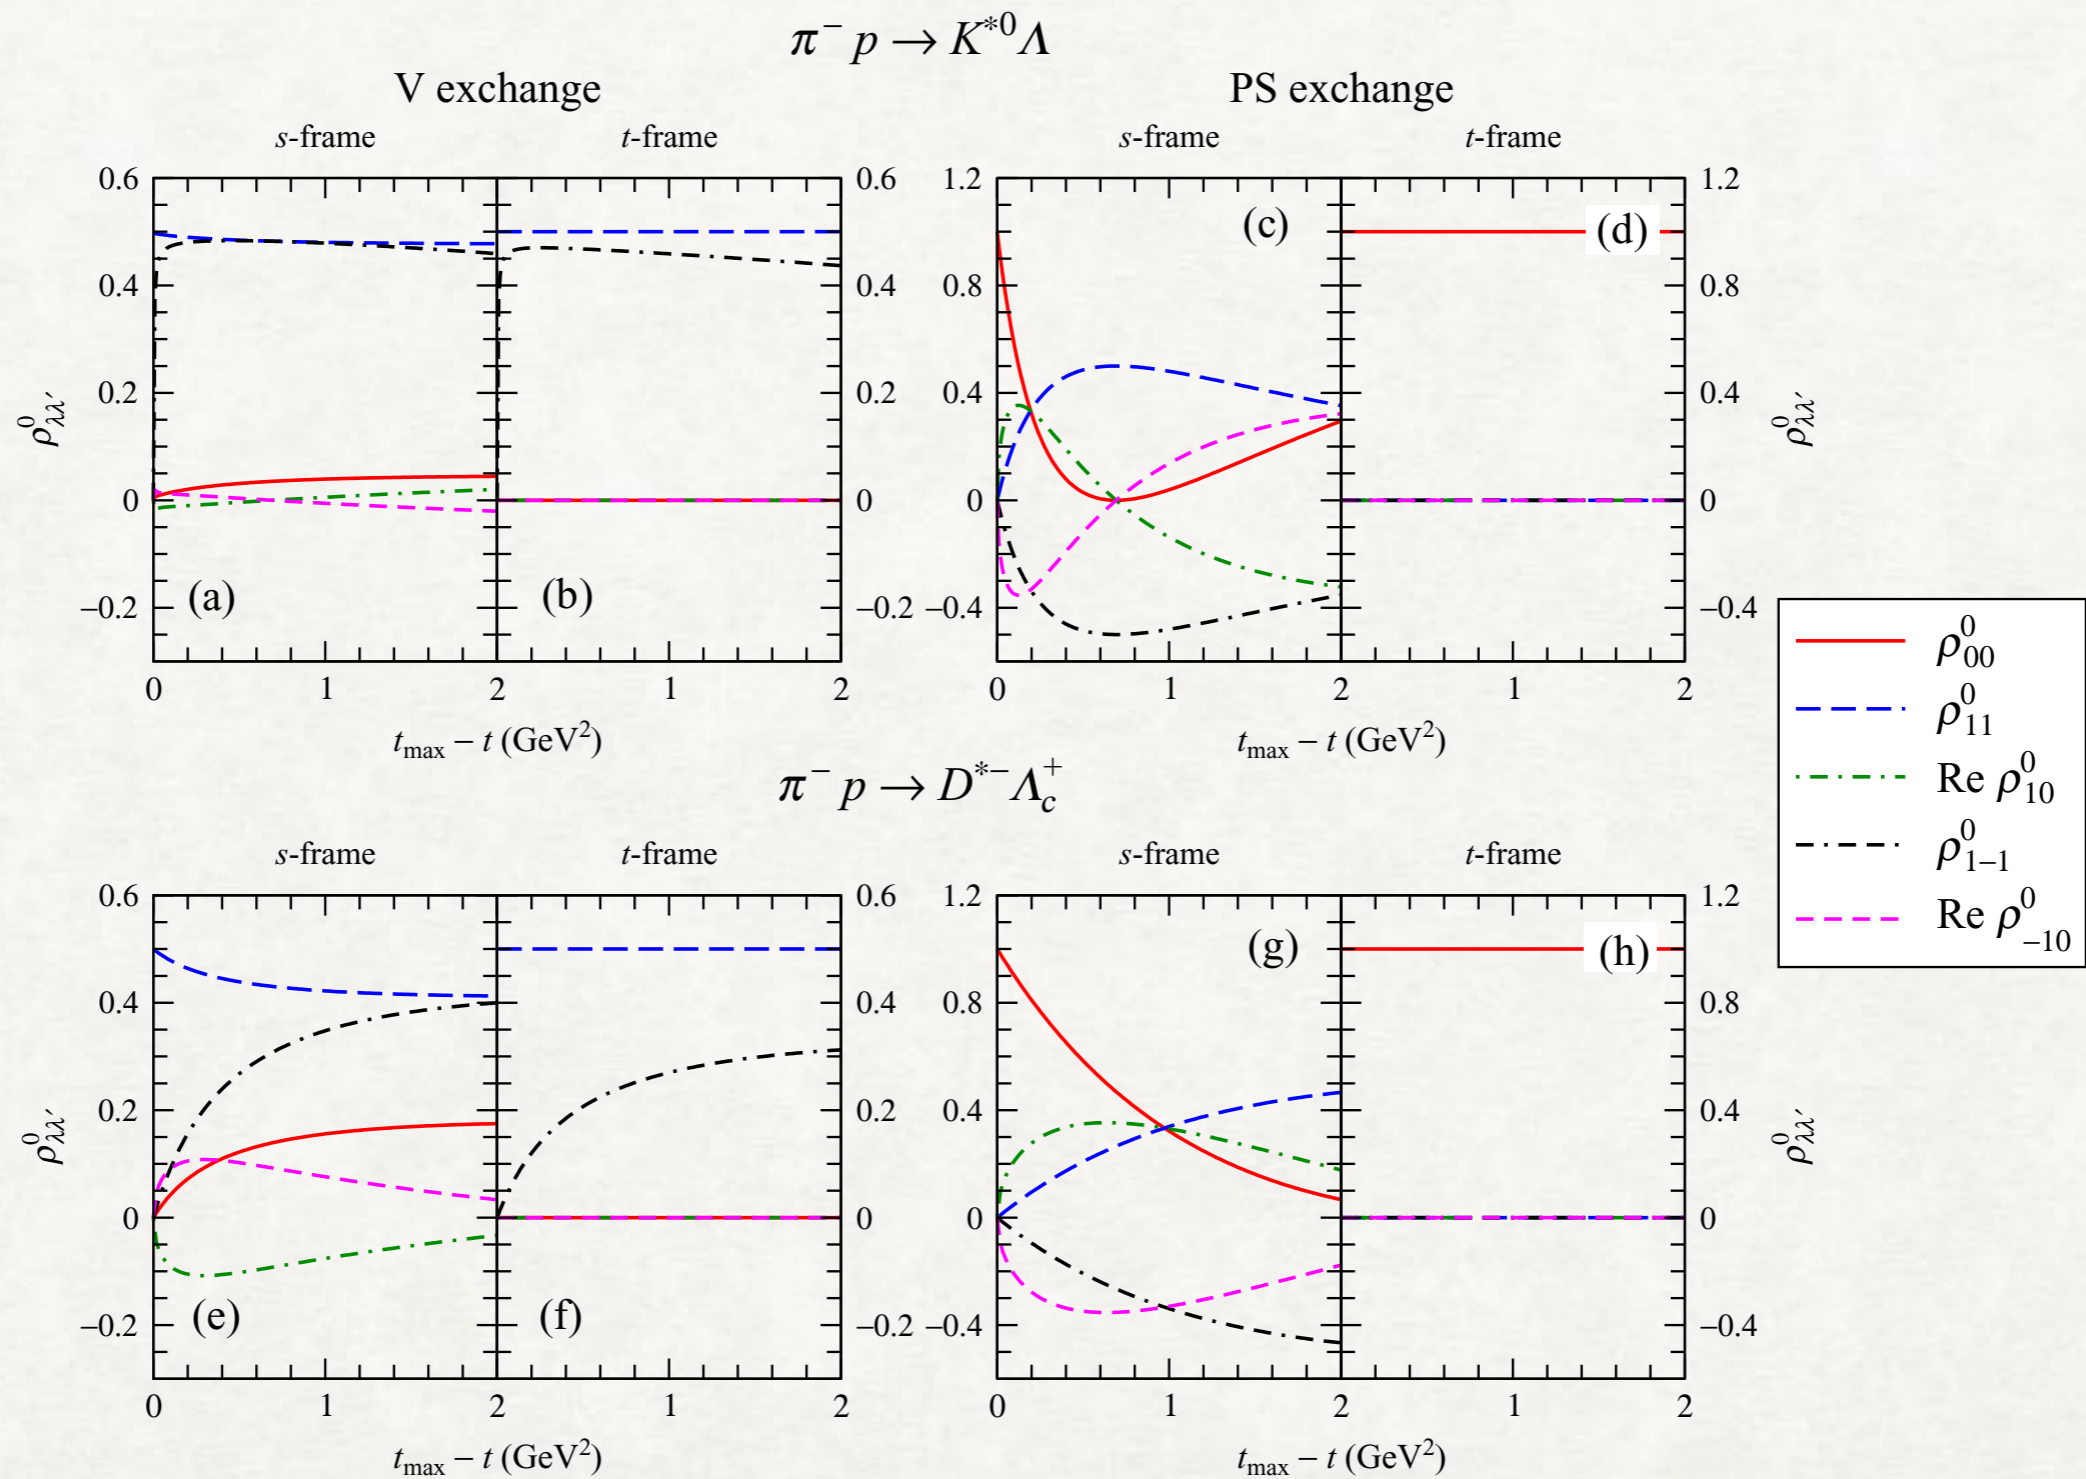 π⁻ p → K*⁰Λ
V exchange PS exchange
s-frame t-frame s-frame t-frame
0.6 0.6 1.2 1.2
0.4 0.4 0.8 0.8
0.2 0.2 0.4 0.4
0 0 0 0
–0.2 –0.2 –0.4 –0.4
ρ⁰λλ′ ρ⁰λλ′
(a) (b) (c) (d)
0 1 2 1 2 0 1 2 1 2
t_max – t (GeV²) t_max – t (GeV²)
π⁻ p → D*⁻Λ_c⁺
s-frame t-frame s-frame t-frame
0.6 0.6 1.2 1.2
0.4 0.4 0.8 0.8
0.2 0.2 0.4 0.4
0 0 0 0
–0.2 –0.2 –0.4 –0.4
ρ⁰λλ′ ρ⁰λλ′
(e) (f) (g) (h)
0 1 2 1 2 0 1 2 1 2
t_max – t (GeV²) t_max – t (GeV²)
ρ⁰₀₀
ρ⁰₁₁
Re ρ⁰₁₀
ρ⁰₁₋₁
Re ρ⁰₋₁₀